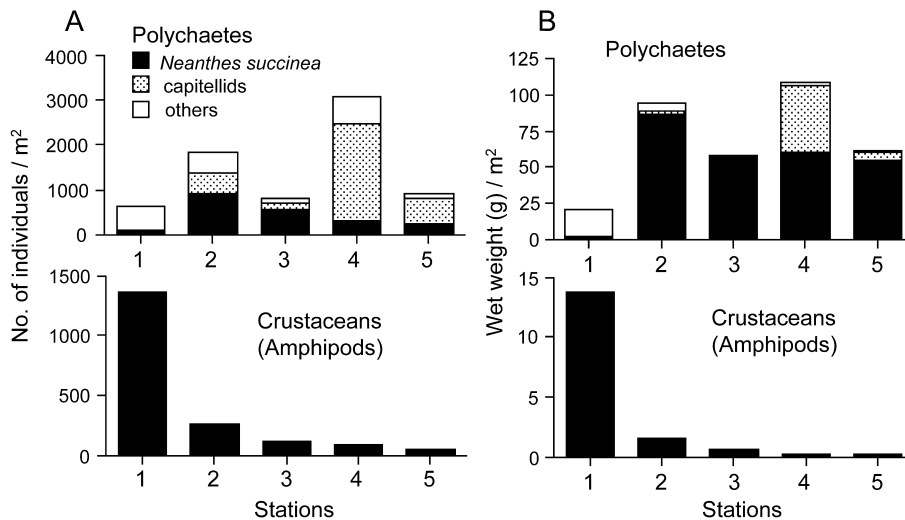 A
Polychaetes
Neanthes succinea
capitellids
others
4000
3000
2000
1000
0
1 2 3 4 5
No. of individuals / m²
1500
1000
500
0
Crustaceans
(Amphipods)
1 2 3 4 5
Stations
B
Polychaetes
125
100
75
50
25
0
1 2 3 4 5
Wet weight (g) / m²
15
10
5
0
Crustaceans
(Amphipods)
1 2 3 4 5
Stations